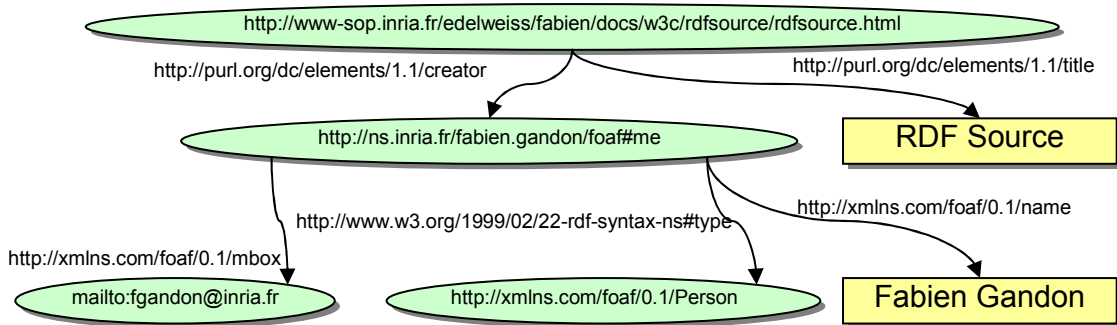 http://www-sop.inria.fr/edelweiss/fabien/docs/w3c/rdfsource/rdfsource.html
http://purl.org/dc/elements/1.1/creator
http://purl.org/dc/elements/1.1/title
http://ns.inria.fr/fabien.gandon/foaf#me
RDF Source
http://www.w3.org/1999/02/22-rdf-syntax-ns#type
http://xmlns.com/foaf/0.1/name
http://xmlns.com/foaf/0.1/mbox
mailto:fgandon@inria.fr
http://xmlns.com/foaf/0.1/Person
Fabien Gandon